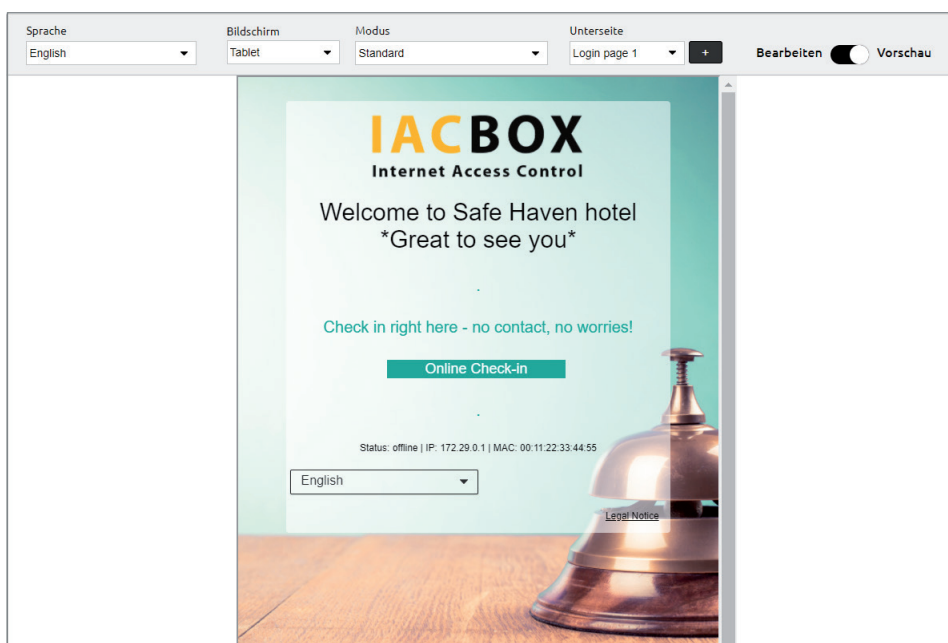 Sprache Bildschirm Modus Unterseite
English Tablet Standard Login page 1 + Bearbeiten Vorschau
IACBOX
Internet Access Control
Welcome to Safe Haven hotel
*Great to see you*
.
Check in right here - no contact, no worries!
Online Check-in
.
Status: offline | IP: 172.29.0.1 | MAC: 00:11:22:33:44:55
English
Legal Notice